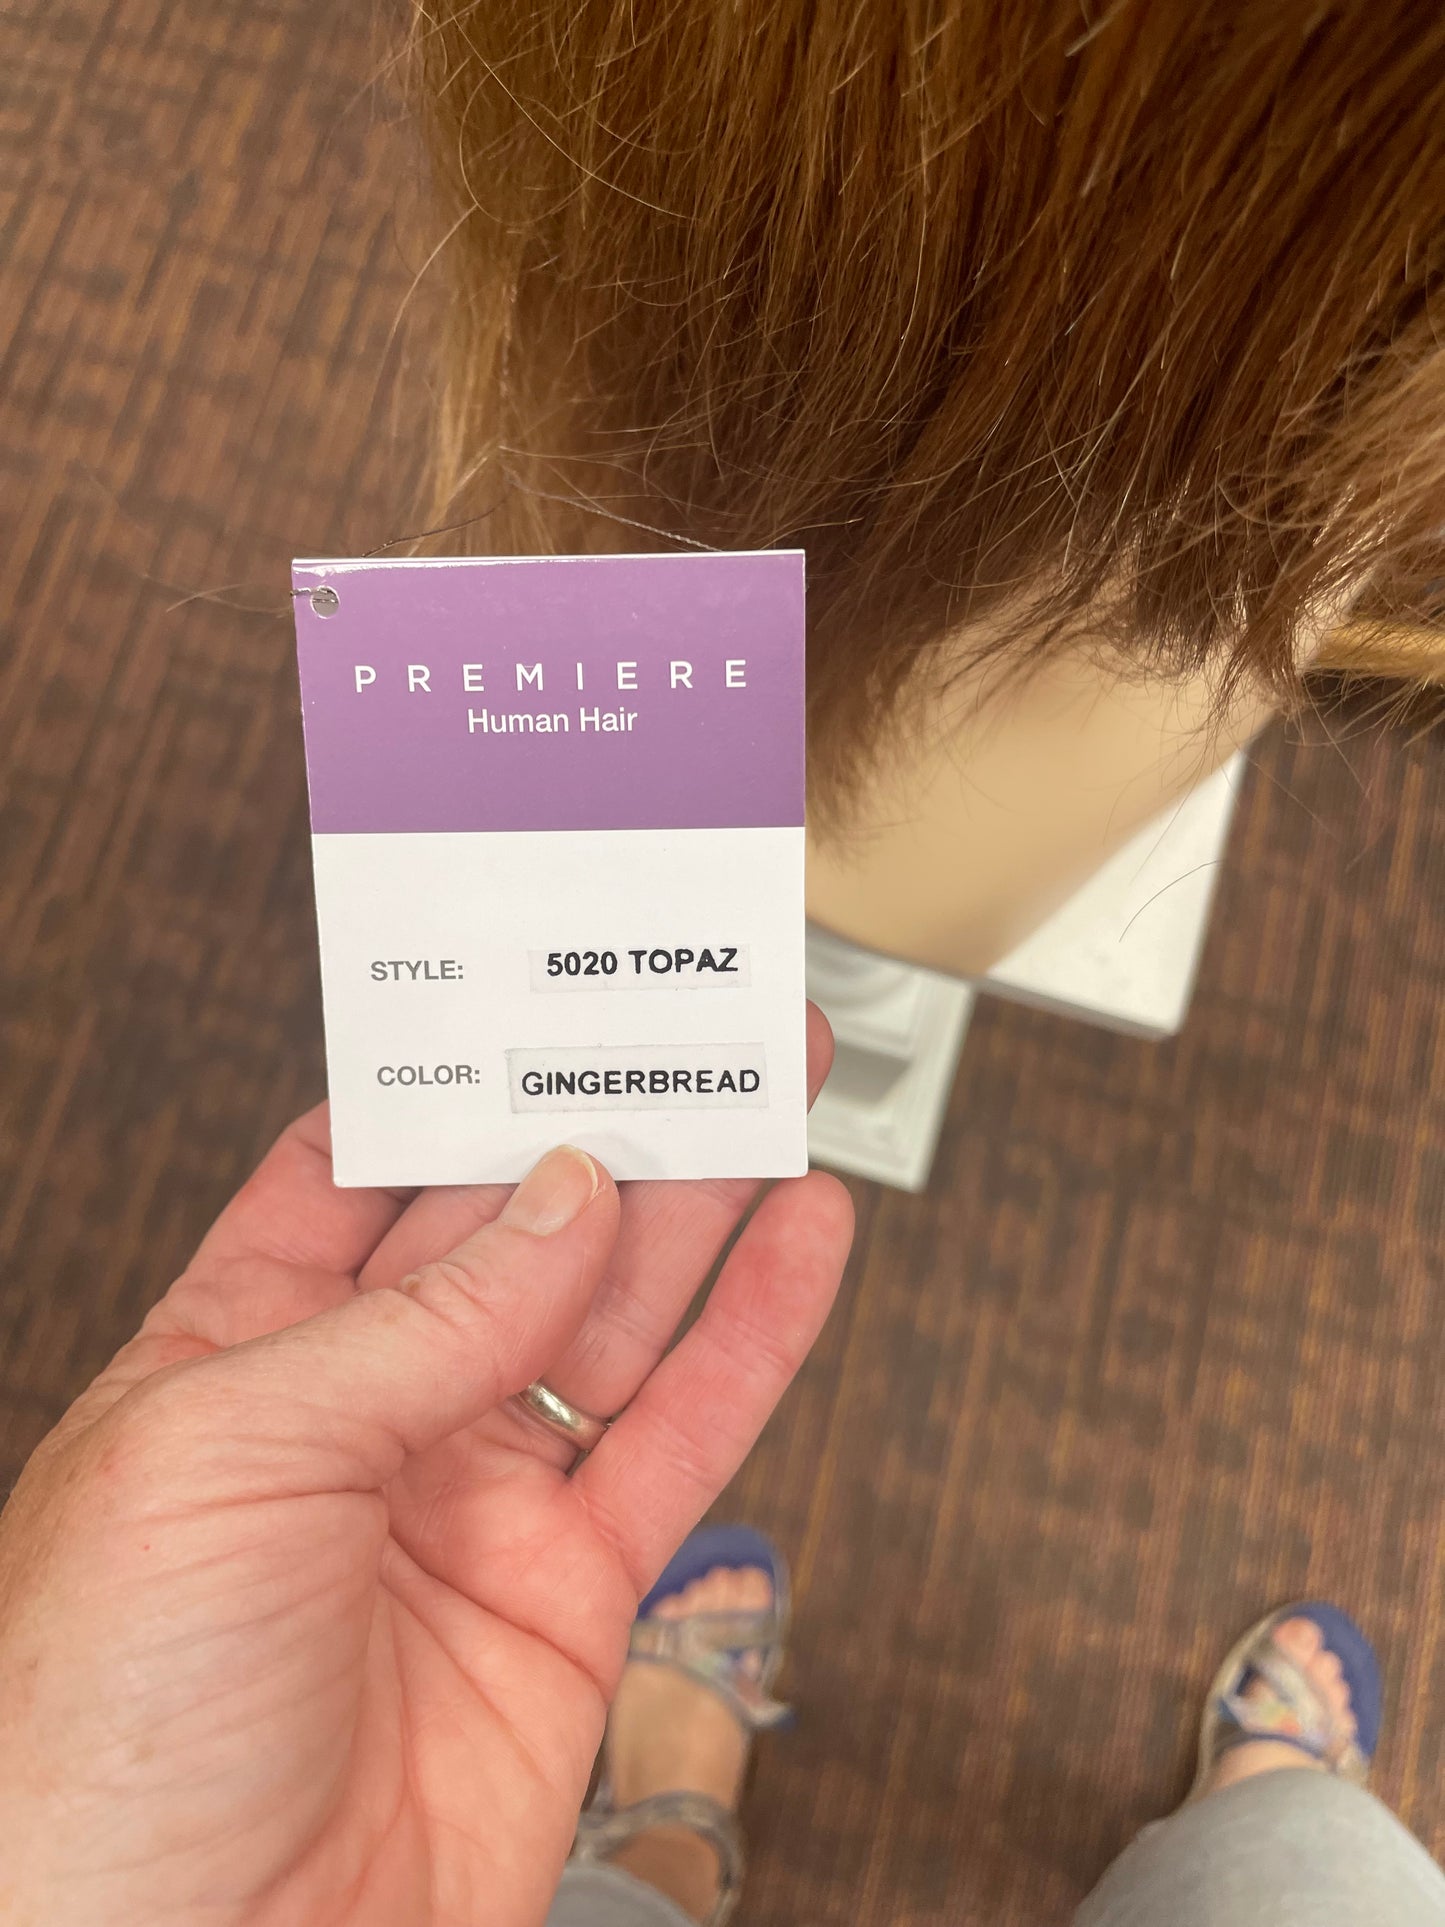 PREMIERE
Human Hair
STYLE: 5020 TOPAZ
COLOR: GINGERBREAD